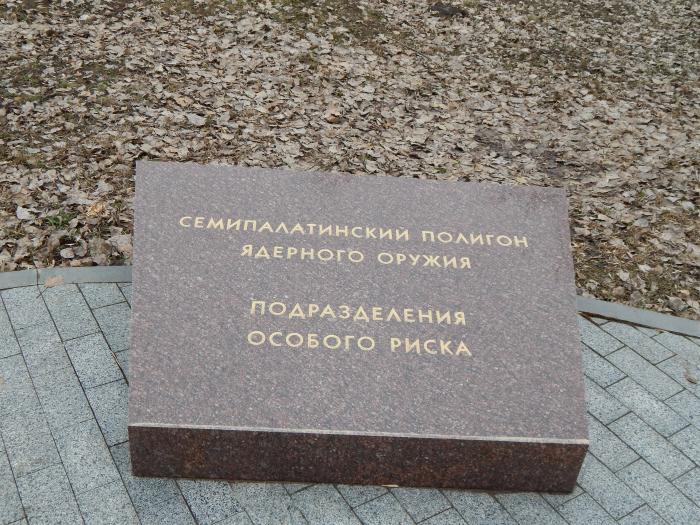 СЕМИПАЛАТИНСКИЙ ПОЛИГОН
ЯДЕРНОГО ОРУЖИЯ
ПОДРАЗДЕЛЕНИЯ
ОСОБОГО РИСКА